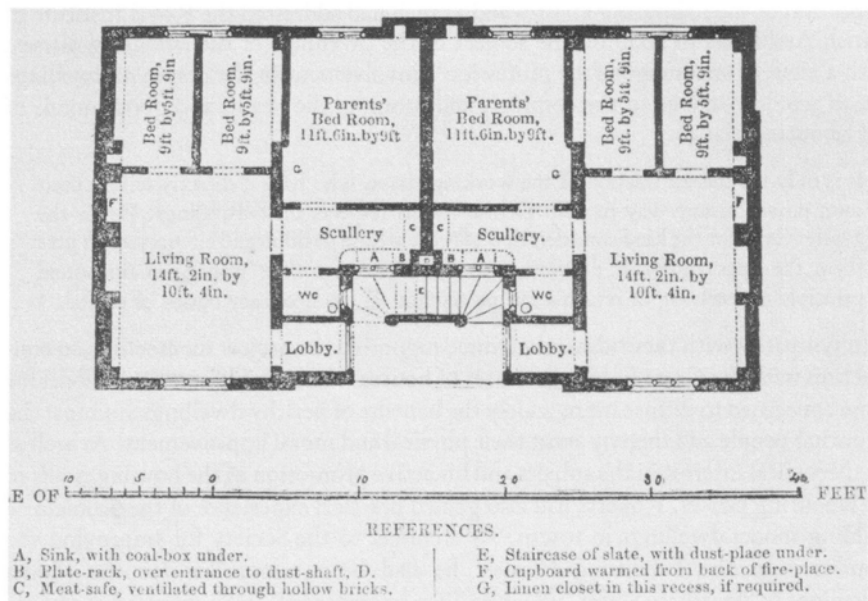 Bed Room,
9ft. by 5ft. 9in
Bed Room,
9ft. by 5ft. 9in.
Parents'
Bed Room,
11ft. 6in. by 9ft
Parents'
Bed Room,
11ft. 6in. by 9ft.
Bed Room,
9ft. by 5ft. 9in.
Bed Room,
9ft. by 5ft. 9in.
G
G
F
F
Scullery
C
C
Scullery.
A
B
B
A
Living Room,
14ft. 2in. by
10ft. 4in.
WC
WC
Living Room,
14ft. 2in. by
10ft. 4in.
Lobby.
Lobby.
10 5 0 10 20 30 40
LE OF
FEET
REFERENCES.
A, Sink, with coal-box under.
B, Plate-rack, over entrance to dust-shaft, D.
C, Meat-safe, ventilated through hollow bricks.
E, Staircase of slate, with dust-place under.
F, Cupboard warmed from back of fire-place.
G, Linen closet in this recess, if required.